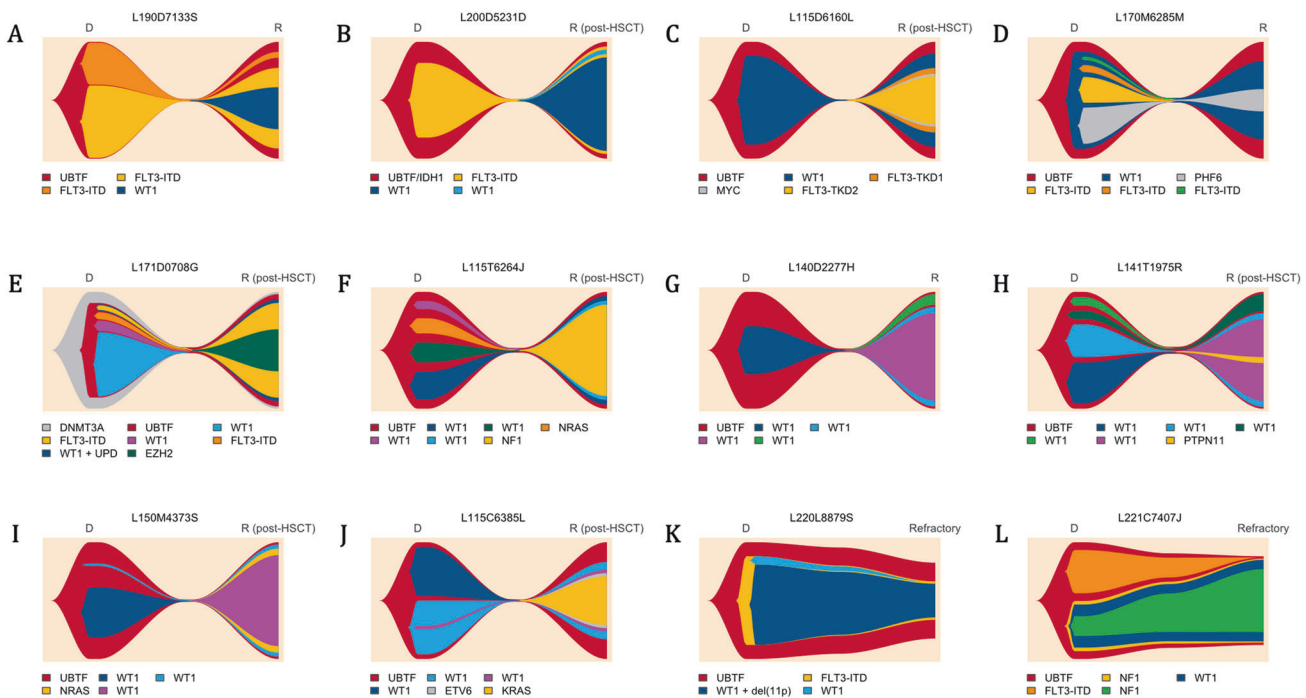 A
L190D7133S
D R
UBTF FLT3-ITD
FLT3-ITD WT1
B
L200D5231D
D R (post-HSCT)
UBTF/IDH1 FLT3-ITD
WT1 WT1
C
L115D6160L
D R (post-HSCT)
UBTF WT1 FLT3-TKD1
MYC FLT3-TKD2
D
L170M6285M
D R
UBTF WT1 PHF6
FLT3-ITD FLT3-ITD FLT3-ITD
E
L171D0708G
D R (post-HSCT)
DNMT3A UBTF WT1
FLT3-ITD WT1 FLT3-ITD
WT1 + UPD EZH2
F
L115T6264J
D R (post-HSCT)
UBTF WT1 WT1 NRAS
WT1 WT1 NF1
G
L140D2277H
D R
UBTF WT1 WT1
WT1 WT1
H
L141T1975R
D R (post-HSCT)
UBTF WT1 WT1 WT1
WT1 WT1 PTPN11
I
L150M4373S
D R (post-HSCT)
UBTF WT1 WT1
NRAS WT1
J
L115C6385L
D R (post-HSCT)
UBTF WT1 WT1
WT1 ETV6 KRAS
K
L220L8879S
D Refractory
UBTF FLT3-ITD
WT1 + del(11p) WT1
L
L221C7407J
D Refractory
UBTF NF1 WT1
FLT3-ITD NF1